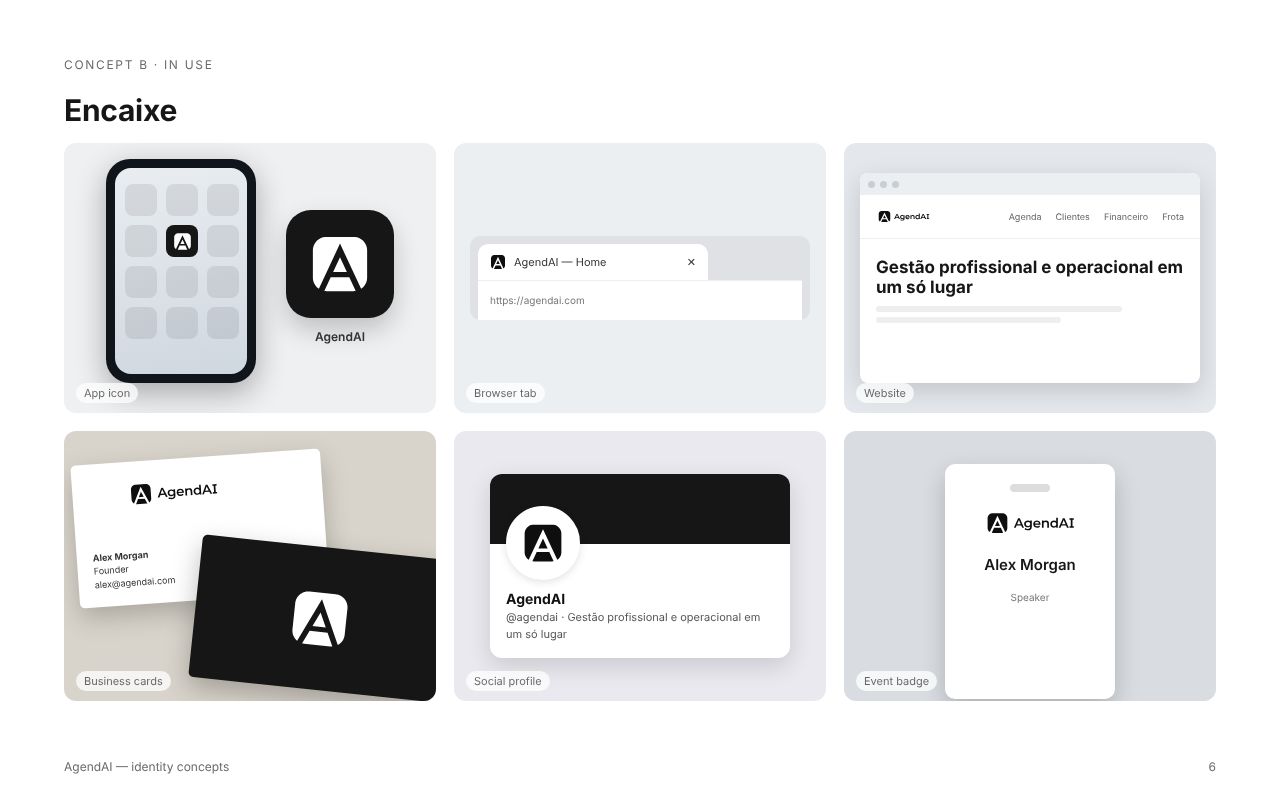 CONCEPT B · IN USE
Encaixe
AgendAI
App icon
AgendAI — Home ×
https://agendai.com
Browser tab
AgendAI Agenda Clientes Financeiro Frota
Gestão profissional e operacional em
um só lugar
Website
AgendAI
Alex Morgan
Founder
alex@agendai.com
Business cards
AgendAI
@agendai · Gestão profissional e operacional em
um só lugar
Social profile
AgendAI
Alex Morgan
Speaker
Event badge
AgendAI — identity concepts 6